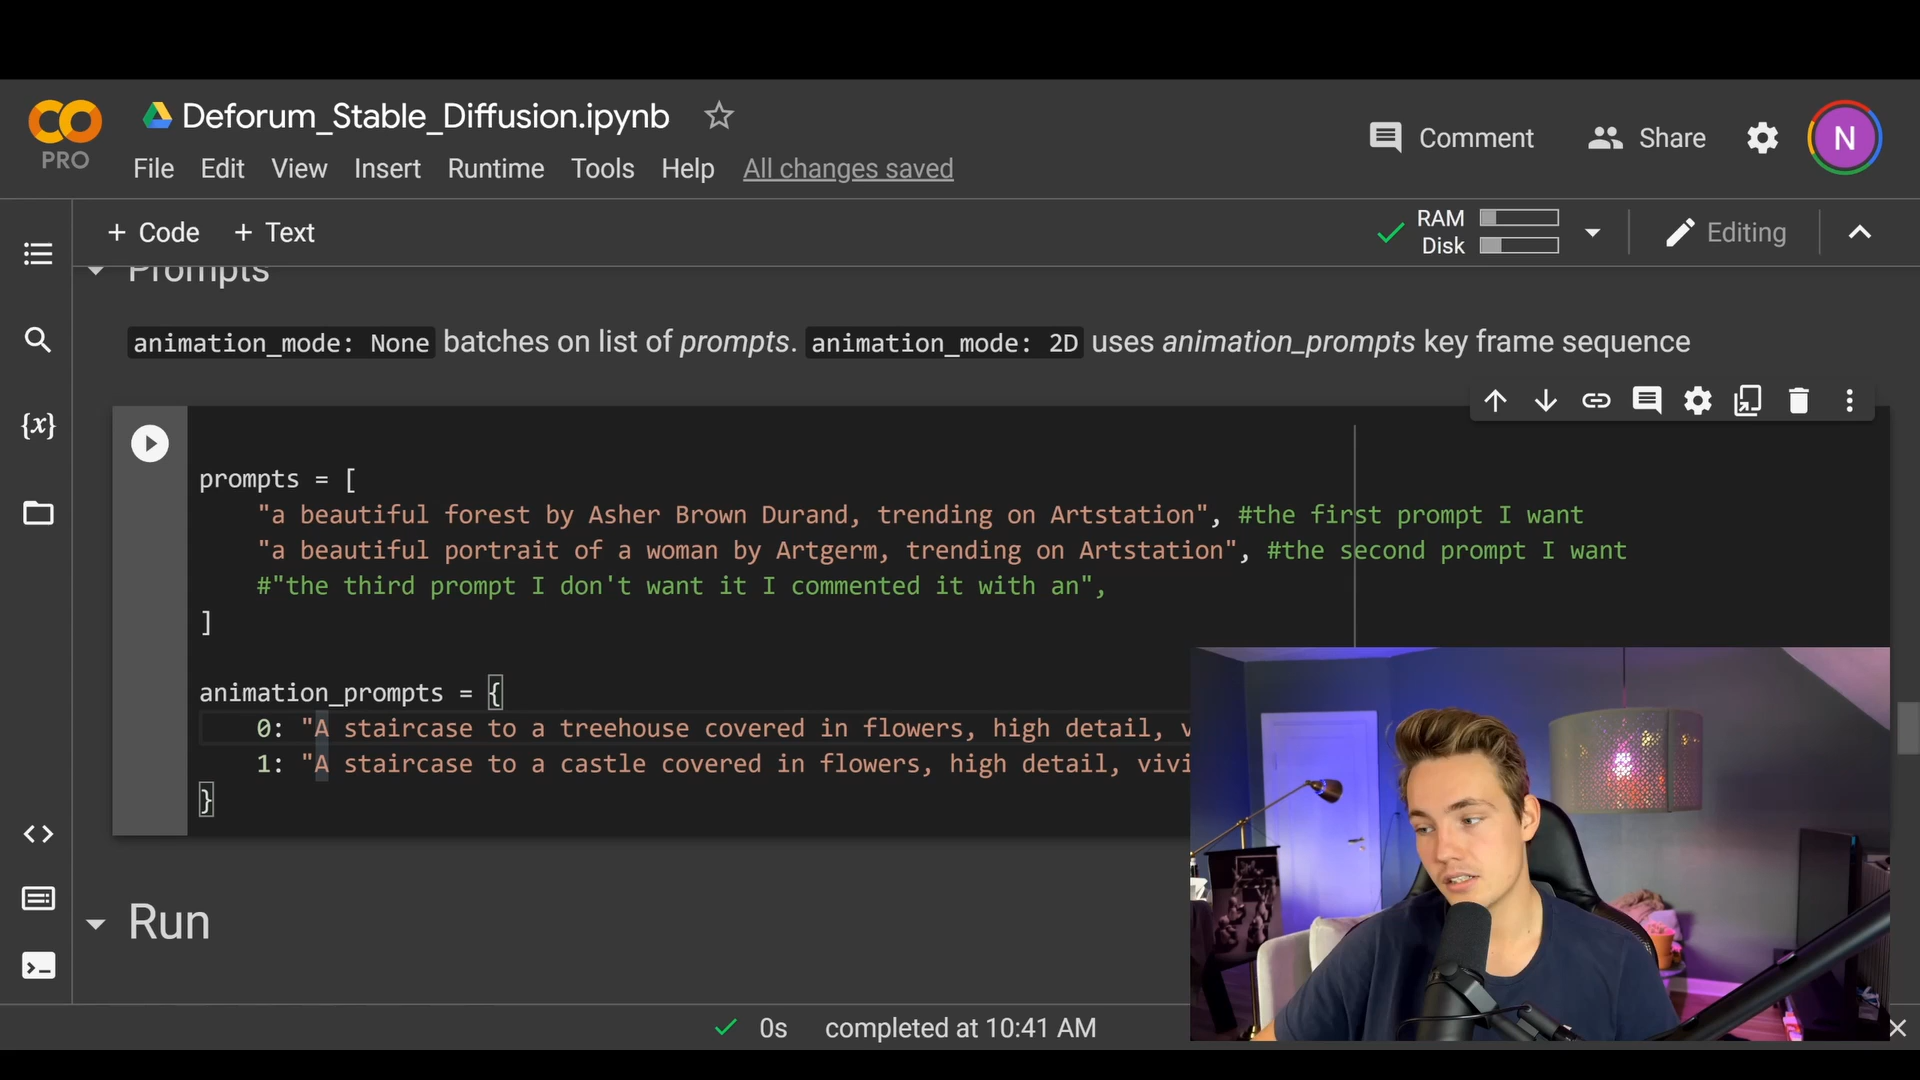 Deforum_Stable_Diffusion.ipynb
Comment
Share
N
PRO
File Edit View Insert Runtime Tools Help All changes saved
+ Code + Text
RAM
Disk
Editing
Prompts
animation_mode: None batches on list of prompts. animation_mode: 2D uses animation_prompts key frame sequence
{x}
prompts = [
"a beautiful forest by Asher Brown Durand, trending on Artstation", #the first prompt I want
"a beautiful portrait of a woman by Artgerm, trending on Artstation", #the second prompt I want
#"the third prompt I don't want it I commented it with an",
]
animation_prompts = {
0: "A staircase to a treehouse covered in flowers, high detail, v
1: "A staircase to a castle covered in flowers, high detail, vivi
}
Run
0s completed at 10:41 AM